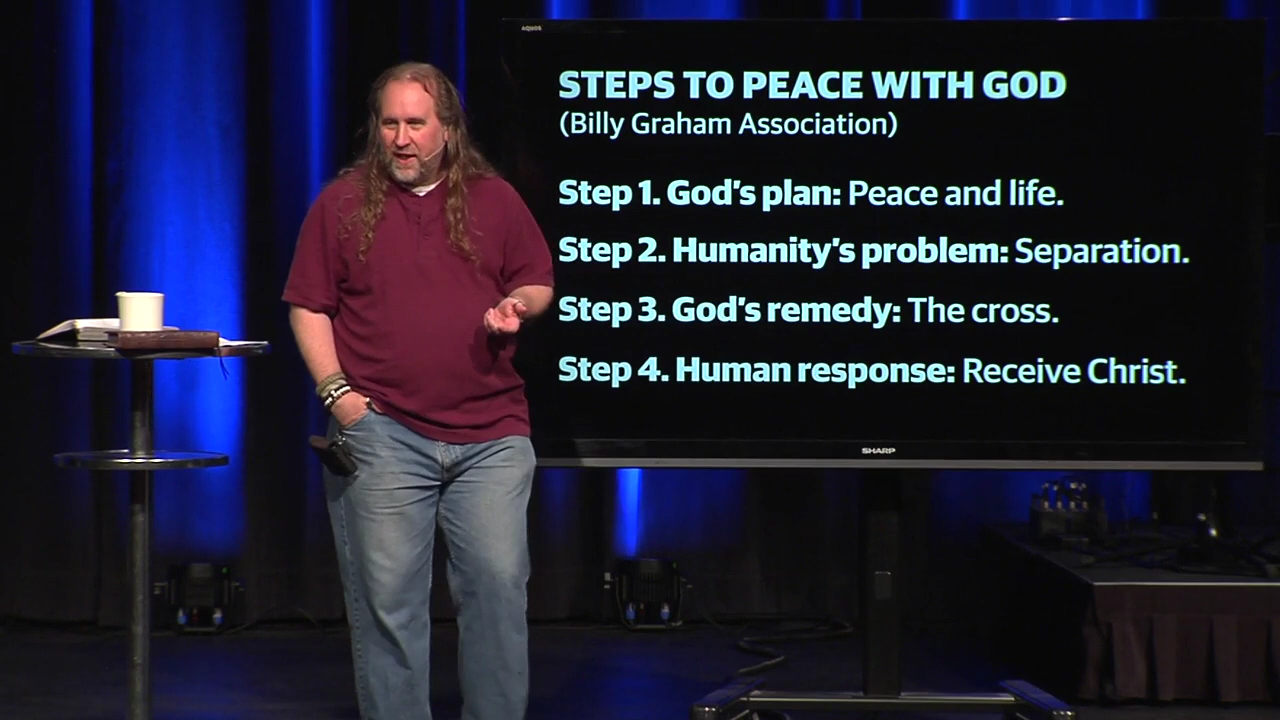 AQUOS
STEPS TO PEACE WITH GOD
(Billy Graham Association)
Step 1. God's plan: Peace and life.
Step 2. Humanity's problem: Separation.
Step 3. God's remedy: The cross.
Step 4. Human response: Receive Christ.
SHARP